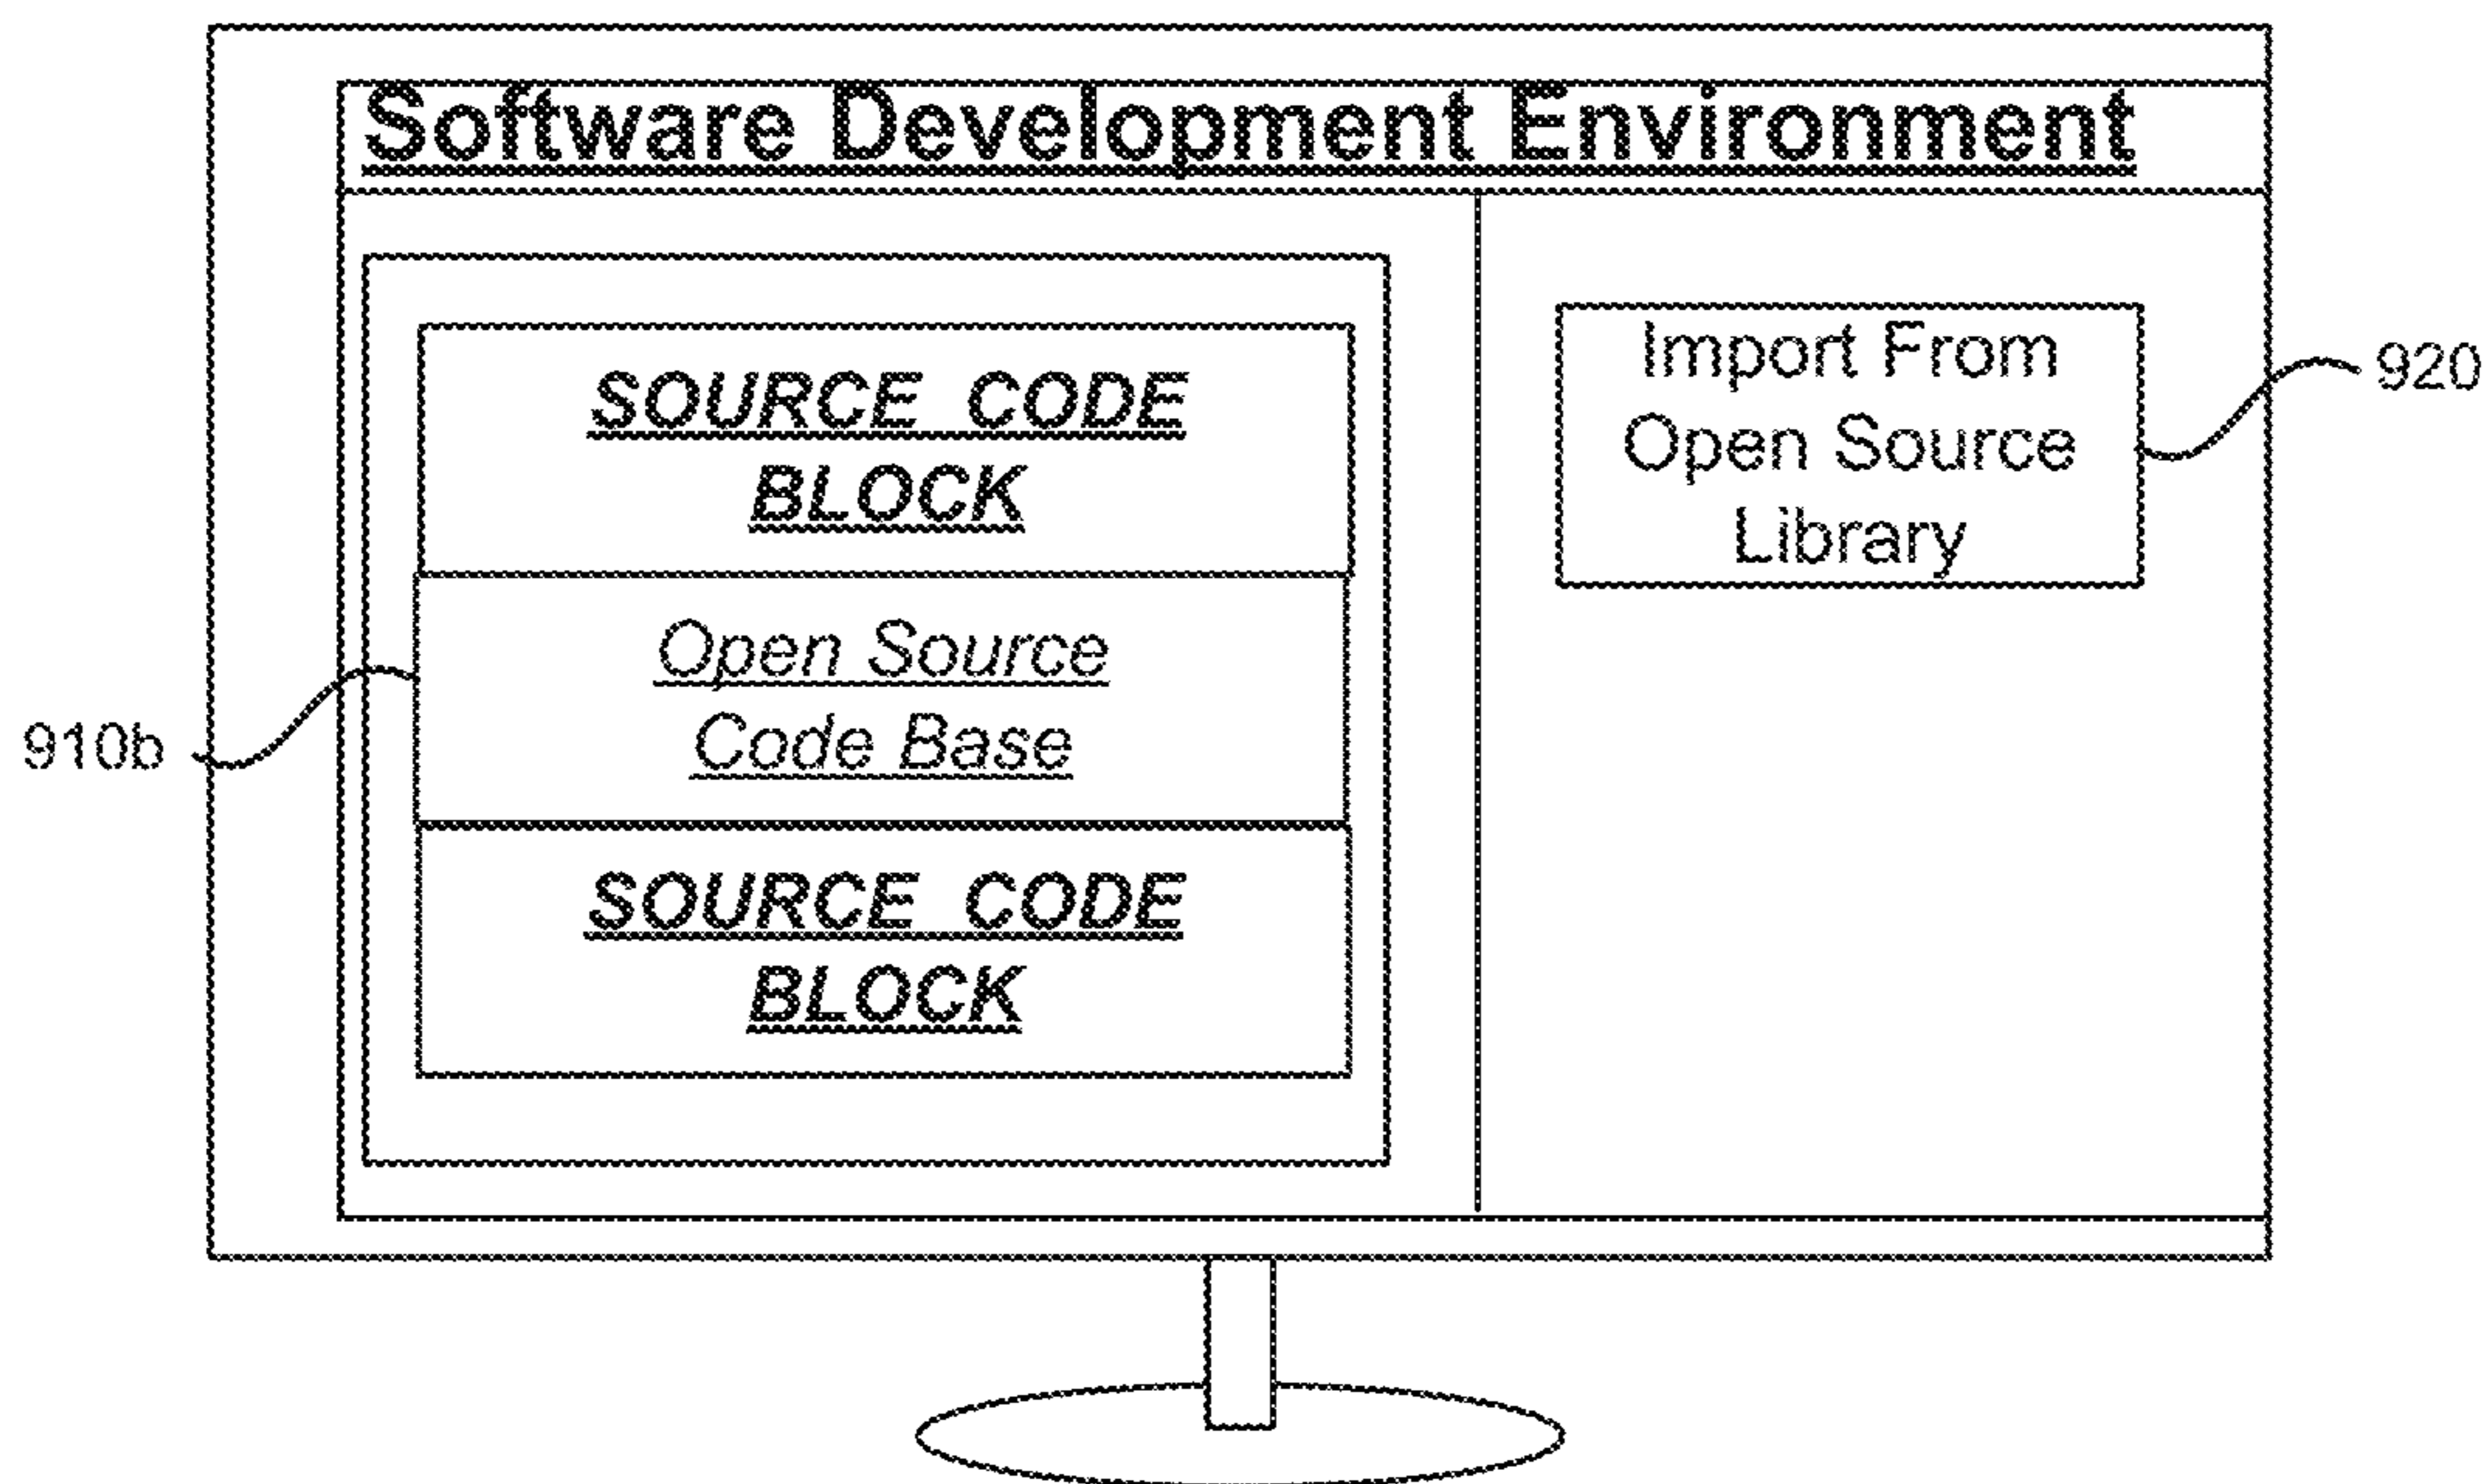 Software Development Environment
SOURCE CODE
BLOCK
Open Source
Code Base
SOURCE CODE
BLOCK
910b
Import From
Open Source
Library
920